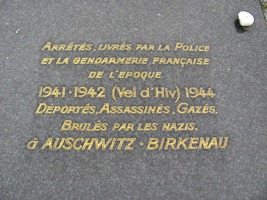 Arrêtés, livrés par la Police
et la gendarmerie française
de l'époque
1941 - 1942 (Vel d'Hiv) 1944
Déportés, Assassinés, Gazés,
Brulés par les nazis,
à AUSCHWITZ - BIRKENAU